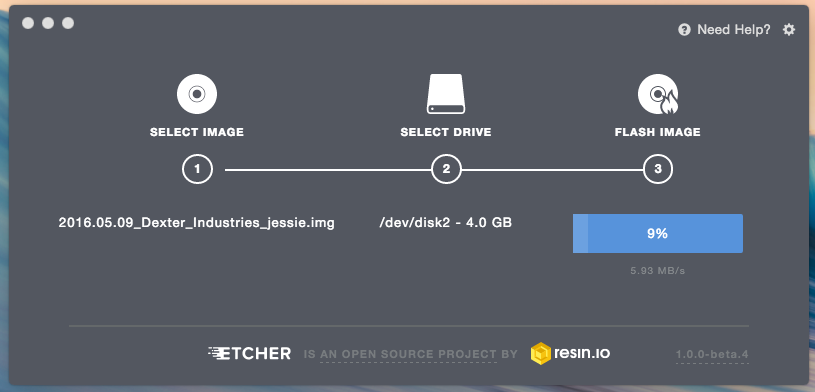 Need Help?
SELECT IMAGE SELECT DRIVE FLASH IMAGE
1 2 3
2016.05.09_Dexter_Industries_jessie.img /dev/disk2 - 4.0 GB 9%
5.93 MB/s
ETCHER IS AN OPEN SOURCE PROJECT BY resin.io 1.0.0-beta.4